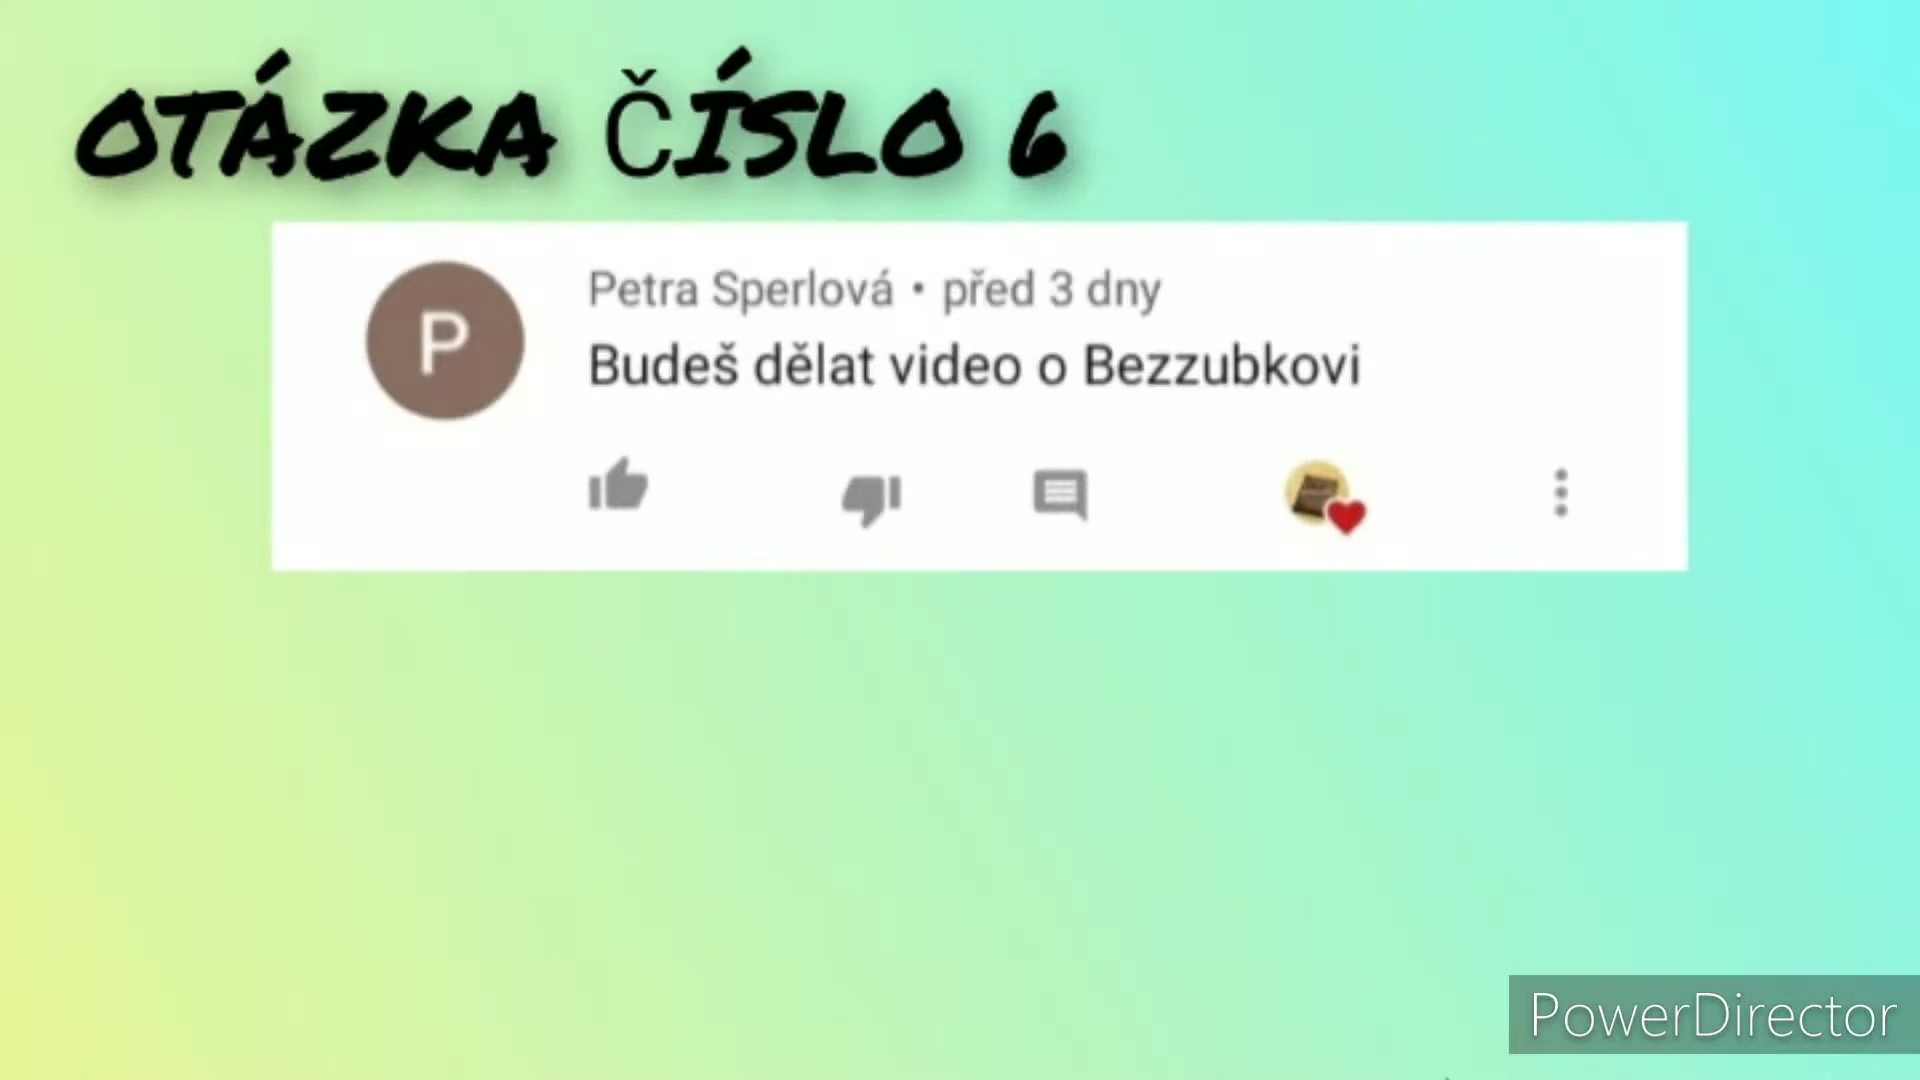 OTÁZKA ČÍSLO 6
P
Petra Sperlová • před 3 dny
Budeš dělat video o Bezzubkovi
PowerDirector